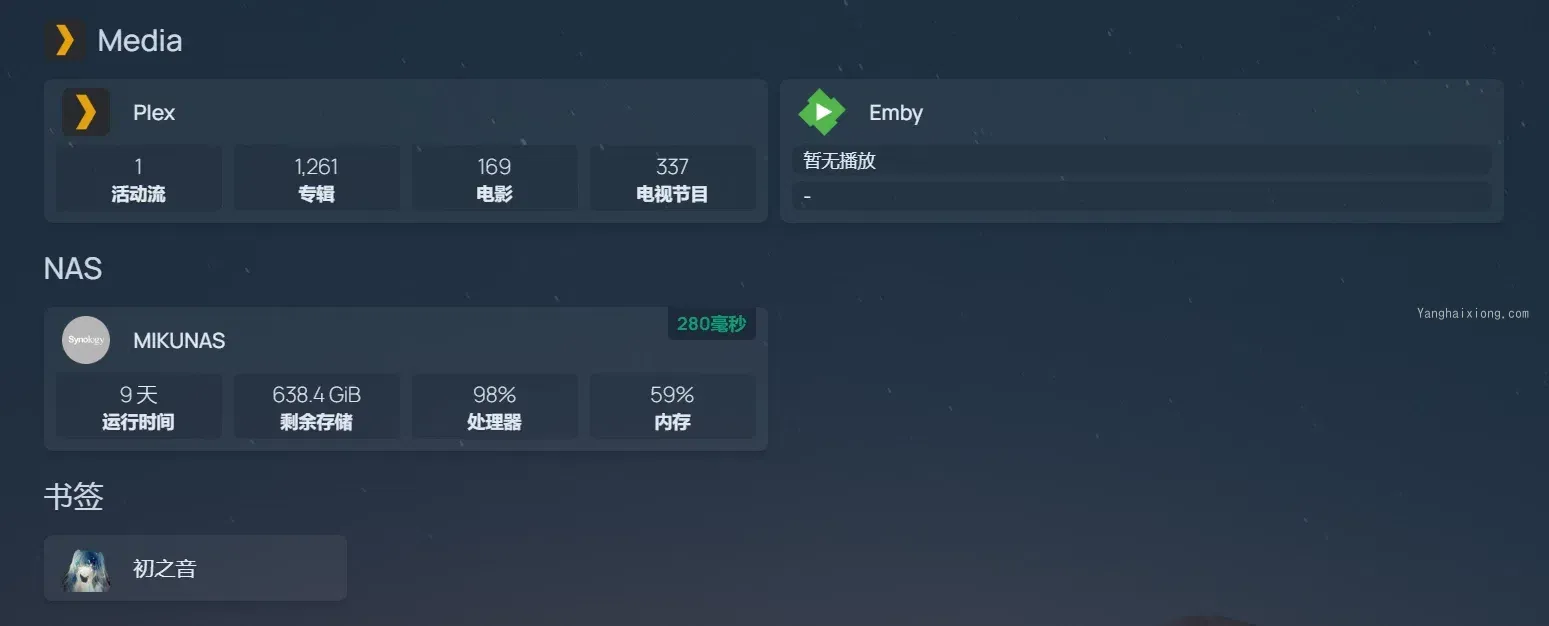 Media
Plex
1
活动流
1,261
专辑
169
电影
337
电视节目
Emby
暂无播放
-
NAS
Synology
MIKUNAS
280毫秒
9 天
运行时间
638.4 GiB
剩余存储
98%
处理器
59%
内存
Yanghaixiong.com
书签
初之音